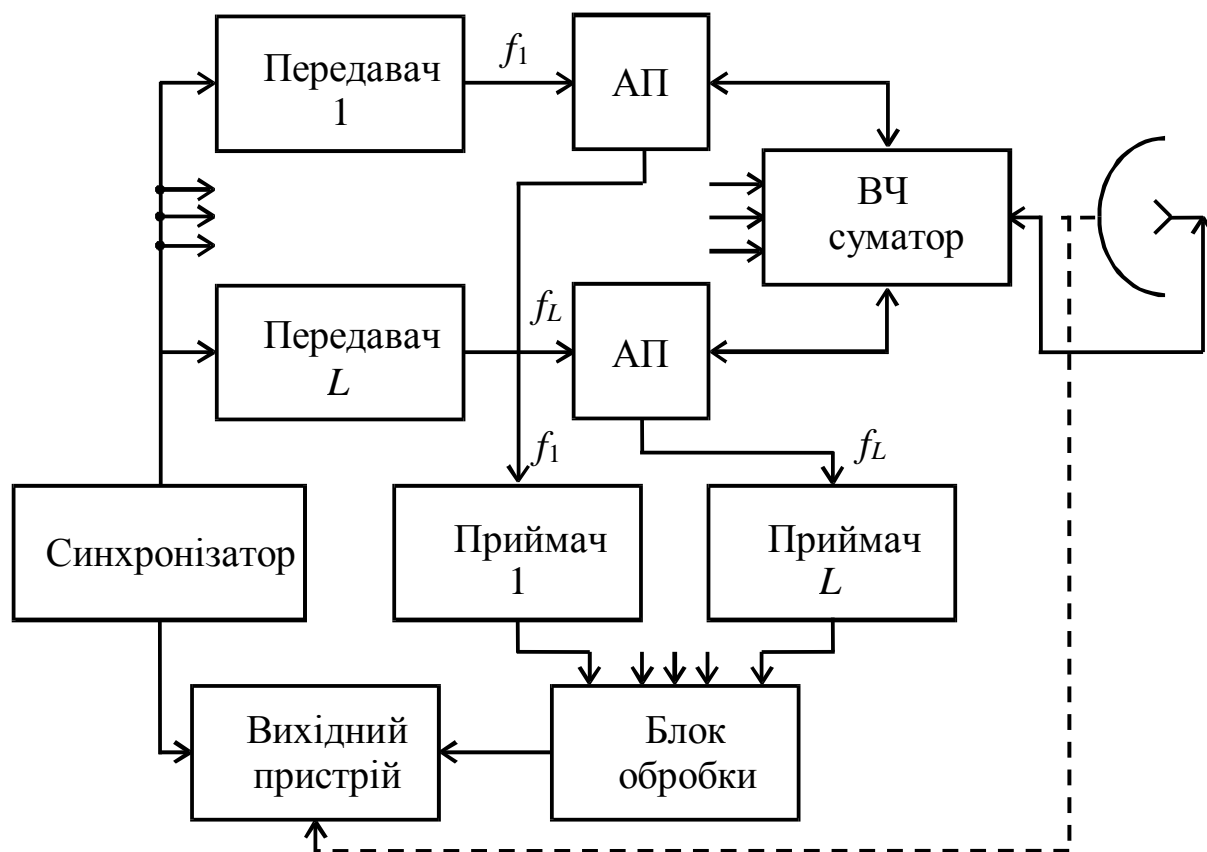 f1
Передавач
1
АП
ВЧ
суматор
fL
Передавач
L
АП
f1
fL
Синхронізатор
Приймач
1
Приймач
L
Вихідний
пристрій
Блок
обробки